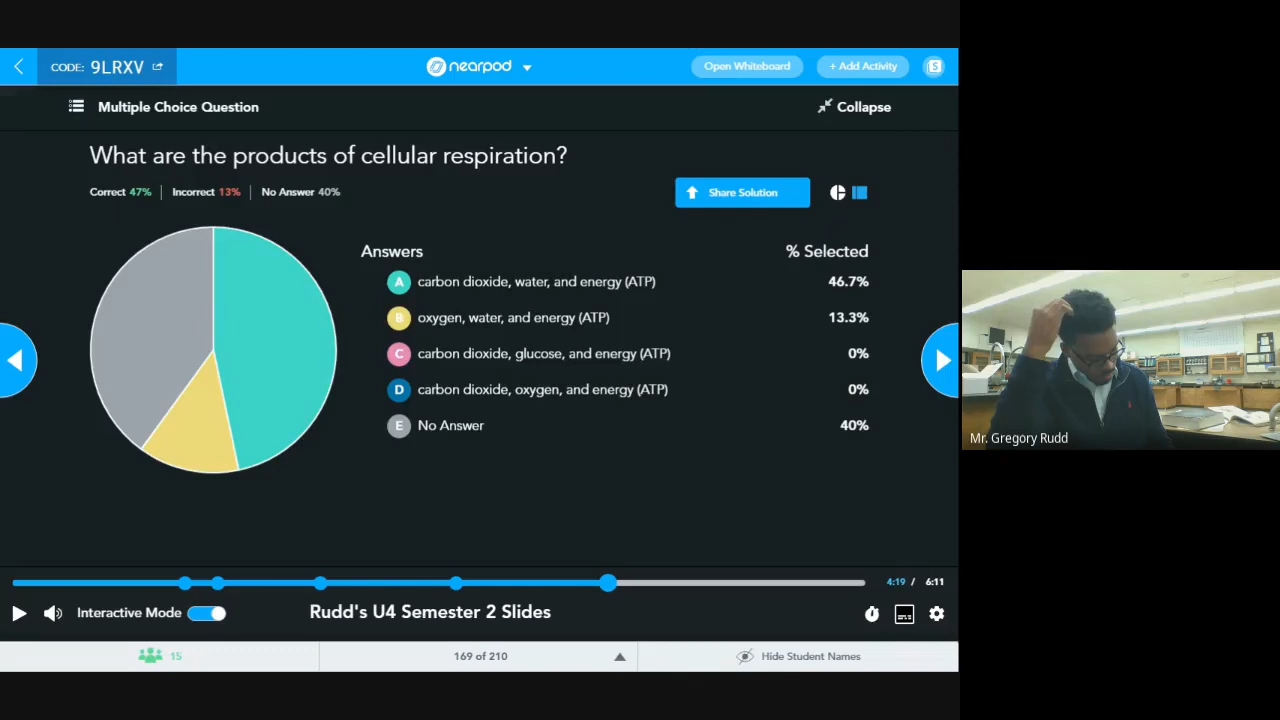 CODE: 9LRXV
nearpod
Open Whiteboard
+ Add Activity
S
Multiple Choice Question
Collapse
What are the products of cellular respiration?
Correct 47% | Incorrect 13% | No Answer 40%
Share Solution
Answers
% Selected
A carbon dioxide, water, and energy (ATP) 46.7%
B oxygen, water, and energy (ATP) 13.3%
C carbon dioxide, glucose, and energy (ATP) 0%
D carbon dioxide, oxygen, and energy (ATP) 0%
E No Answer 40%
Mr. Gregory Rudd
4:19 / 6:11
Interactive Mode
Rudd's U4 Semester 2 Slides
15
169 of 210
Hide Student Names